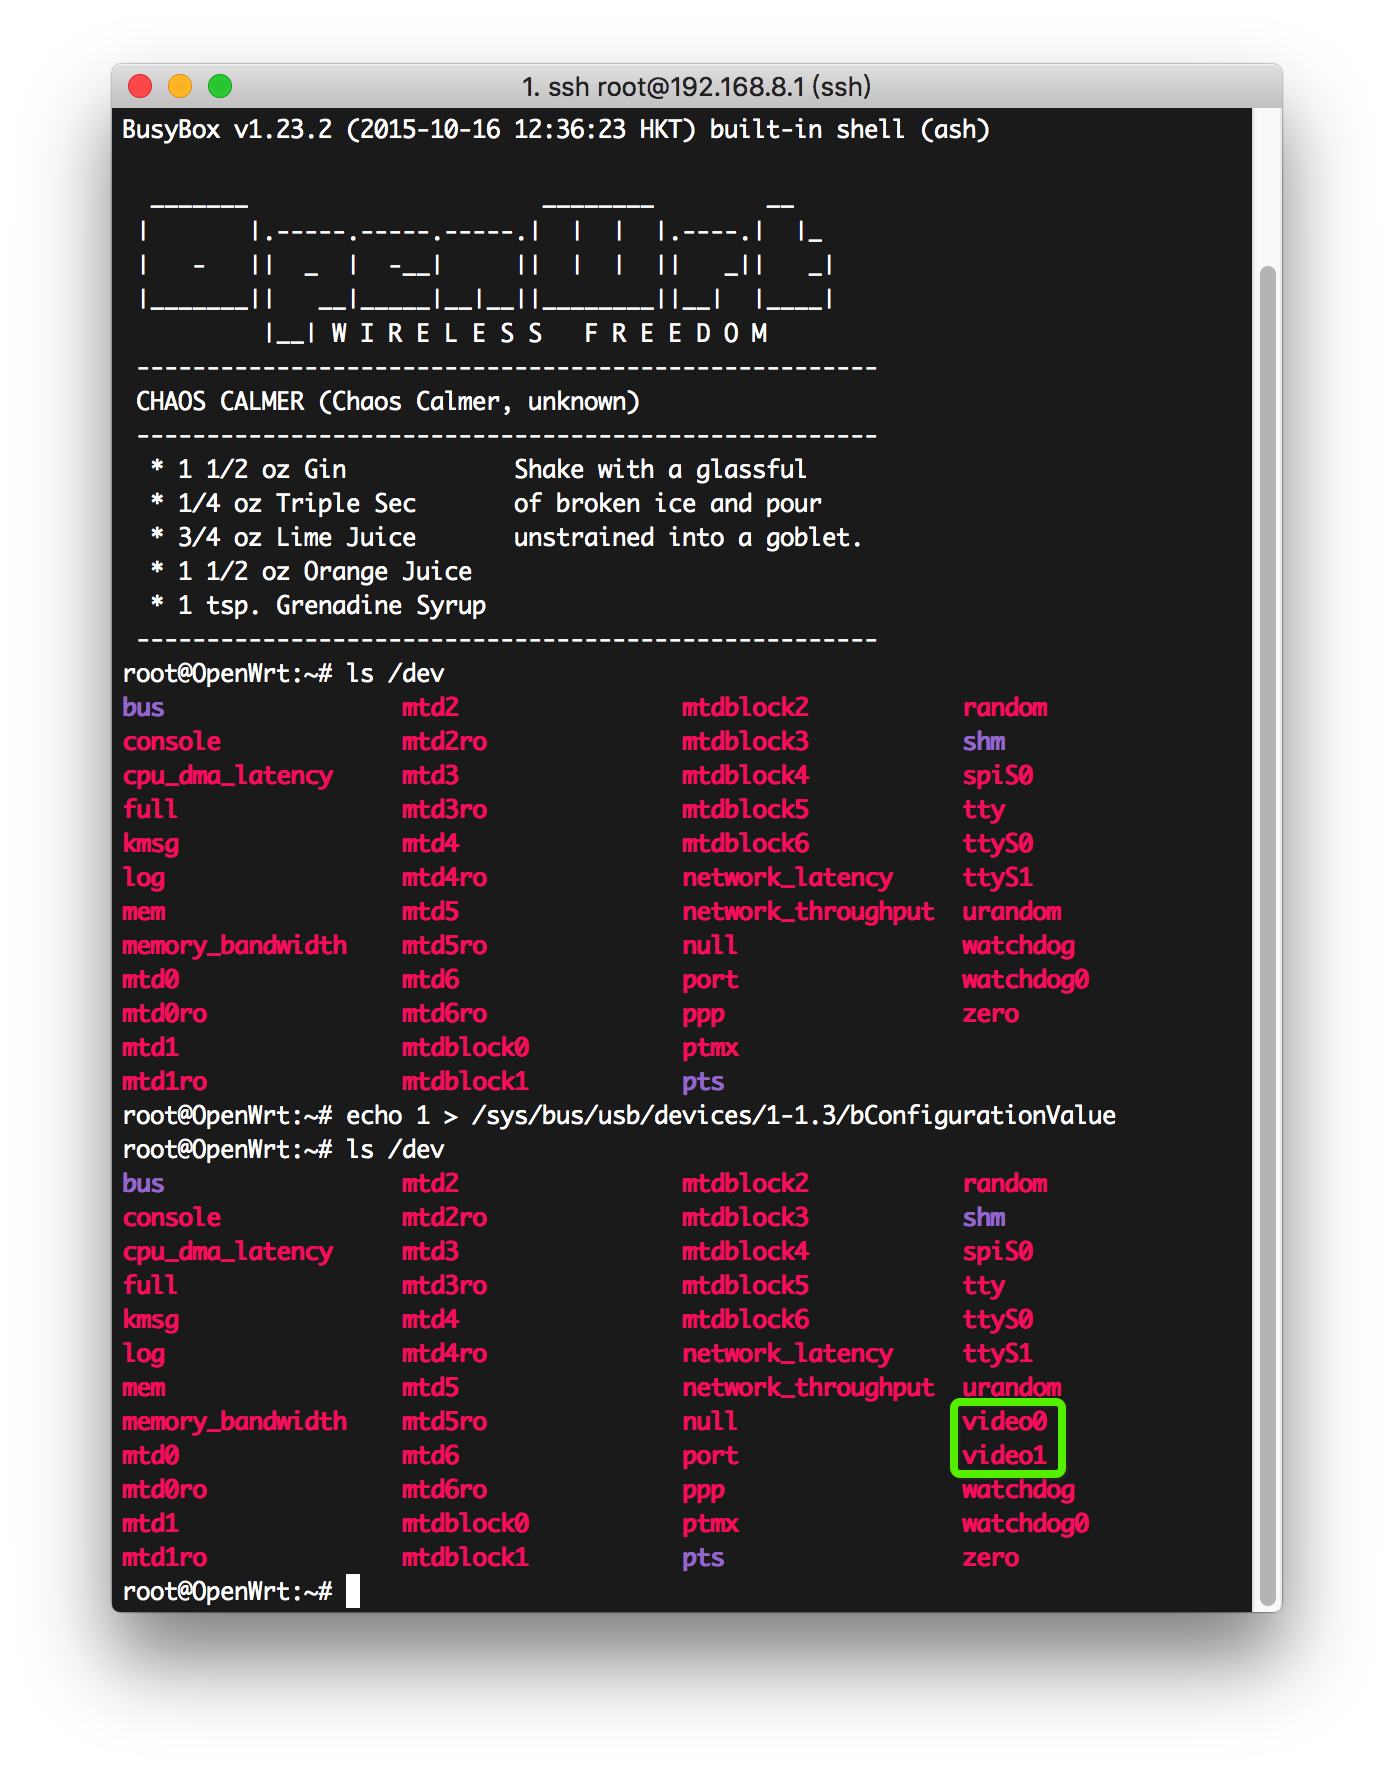 1. ssh root@192.168.8.1 (ssh)
BusyBox v1.23.2 (2015-10-16 12:36:23 HKT) built-in shell (ash)
  _______                     ________        __
 |       |.-----.-----.-----.|  |  |  |.----.|  |_
 |   -   ||  _  |  -__|     ||  |  |  ||   _||   _|
 |_______||   __|_____|__|__||________||__|  |____|
          |__| W I R E L E S S   F R E E D O M
 -----------------------------------------------------
 CHAOS CALMER (Chaos Calmer, unknown)
 -----------------------------------------------------
  * 1 1/2 oz Gin            Shake with a glassful
  * 1/4 oz Triple Sec       of broken ice and pour
  * 3/4 oz Lime Juice       unstrained into a goblet.
  * 1 1/2 oz Orange Juice
  * 1 tsp. Grenadine Syrup
 -----------------------------------------------------
root@OpenWrt:~# ls /dev
bus                 mtd2                mtdblock2           random
console             mtd2ro              mtdblock3           shm
cpu_dma_latency     mtd3                mtdblock4           spiS0
full                mtd3ro              mtdblock5           tty
kmsg                mtd4                mtdblock6           ttyS0
log                 mtd4ro              network_latency     ttyS1
mem                 mtd5                network_throughput  urandom
memory_bandwidth    mtd5ro              null                watchdog
mtd0                mtd6                port                watchdog0
mtd0ro              mtd6ro              ppp                 zero
mtd1                mtdblock0           ptmx
mtd1ro              mtdblock1           pts
root@OpenWrt:~# echo 1 > /sys/bus/usb/devices/1-1.3/bConfigurationValue
root@OpenWrt:~# ls /dev
bus                 mtd2                mtdblock2           random
console             mtd2ro              mtdblock3           shm
cpu_dma_latency     mtd3                mtdblock4           spiS0
full                mtd3ro              mtdblock5           tty
kmsg                mtd4                mtdblock6           ttyS0
log                 mtd4ro              network_latency     ttyS1
mem                 mtd5                network_throughput  urandom
memory_bandwidth    mtd5ro              null                video0
mtd0                mtd6                port                video1
mtd0ro              mtd6ro              ppp                 watchdog
mtd1                mtdblock0           ptmx                watchdog0
mtd1ro              mtdblock1           pts                 zero
root@OpenWrt:~#